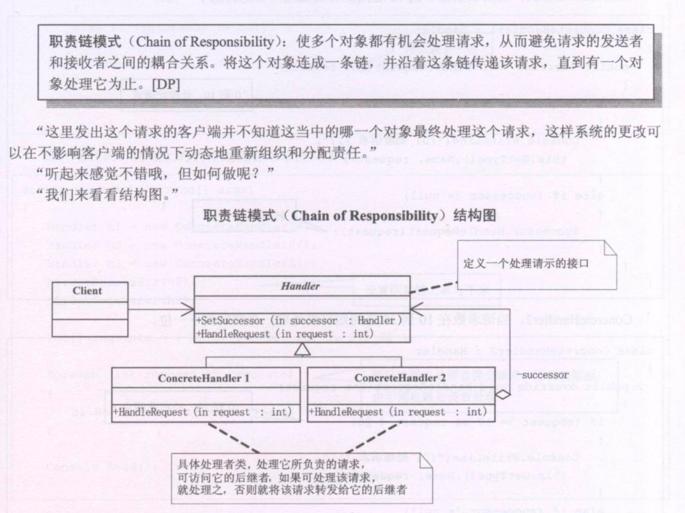 职责链模式（Chain of Responsibility）：使多个对象都有机会处理请求，从而避免请求的发送者
和接收者之间的耦合关系。将这个对象连成一条链，并沿着这条链传递该请求，直到有一个对
象处理它为止。[DP]
“这里发出这个请求的客户端并不知道这当中的哪一个对象最终处理这个请求，这样系统的更改可
以在不影响客户端的情况下动态地重新组织和分配责任。”
“听起来感觉不错哦，但如何做呢？”
“我们来看看结构图。”
职责链模式（Chain of Responsibility）结构图
定义一个处理请示的接口
Client
Handler
+SetSuccessor (in successor : Handler)
+HandleRequest (in request : int)
ConcreteHandler 1
ConcreteHandler 2
-successor
+HandleRequest (in request : int)
+HandleRequest (in request : int)
具体处理者类，处理它所负责的请求，
可访问它的后继者，如果可处理该请求，
就处理之，否则就将该请求转发给它的后继者